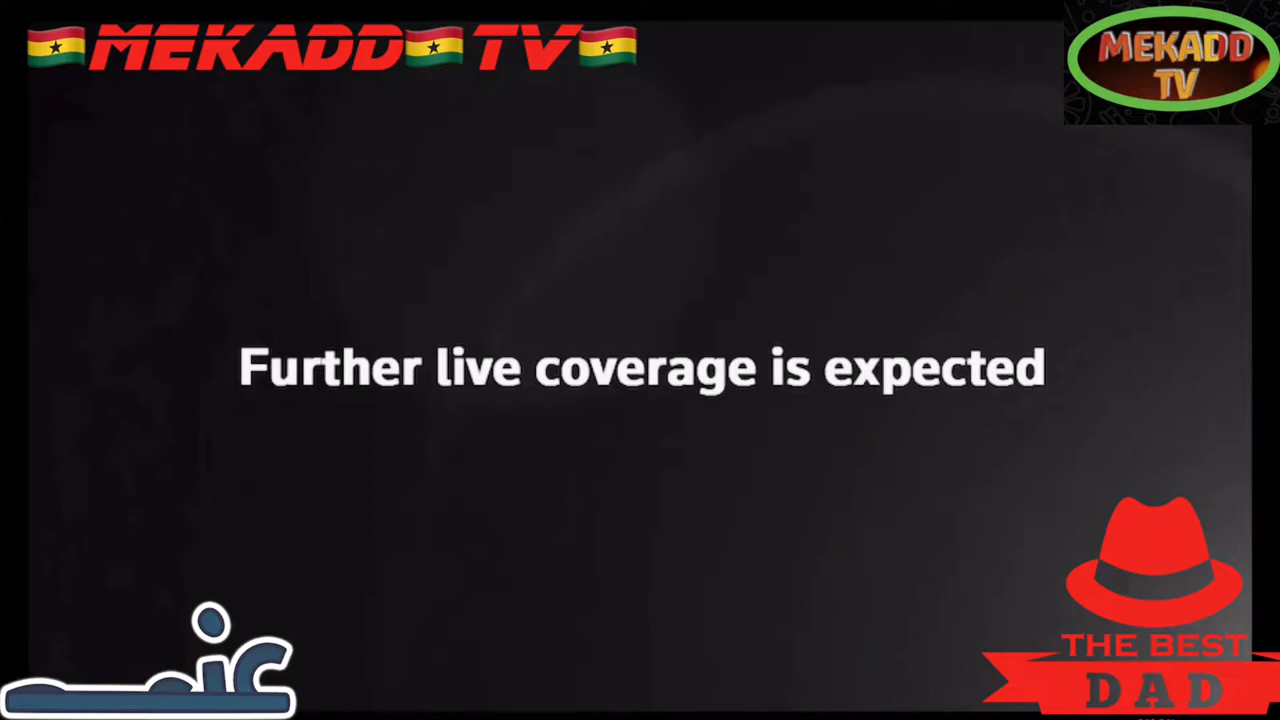 MEKADD TV
MEKADD
TV
Further live coverage is expected
THE BEST
DAD